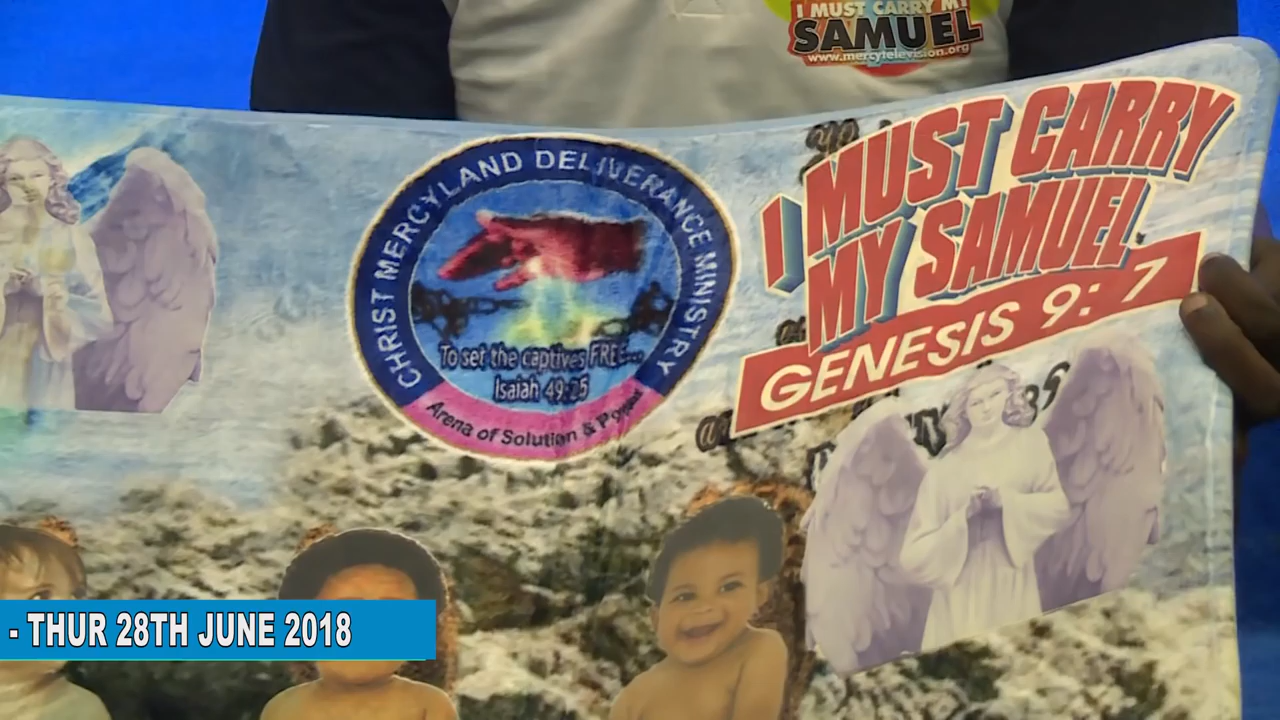 I MUST CARRY MY
SAMUEL
www.mercytelevision.org
CHRIST MERCYLAND DELIVERANCE MINISTRY
To set the captives FREE...
Isaiah 49:25
Arena of Solution &
I MUST CARRY
MY SAMUEL
GENESIS 9:7
- THUR 28TH JUNE 2018